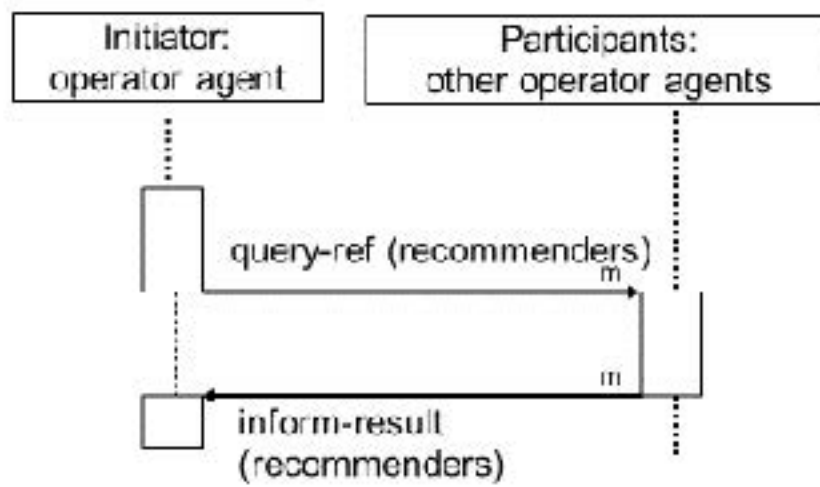 Initiator:
operator agent
Participants:
other operator agents
query-ref (recommenders)
m
m
inform-result
(recommenders)